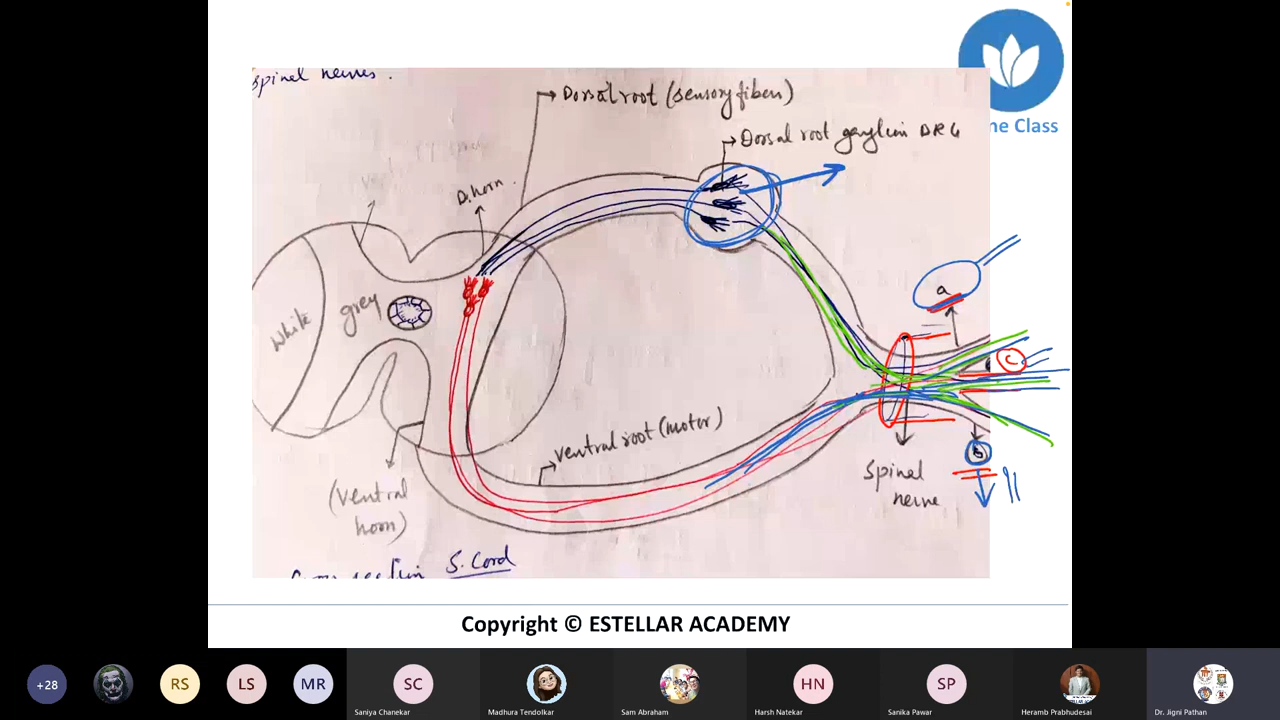 spinal nerves.
ne Class
Dorsal root (sensory fibers)
Dorsal root ganglion DRG
D.horn
White
grey
a
c
b
Ventral root (motor)
Spinal
nerve
(Ventral
horn)
section S. Cord
Copyright © ESTELLAR ACADEMY
+28
RS
LS
MR
SC
HN
SP
Saniya Chanekar
Madhura Tendolkar
Sam Abraham
Harsh Natekar
Sanika Pawar
Heramb Prabhudesai
Dr. Jigni Pathan